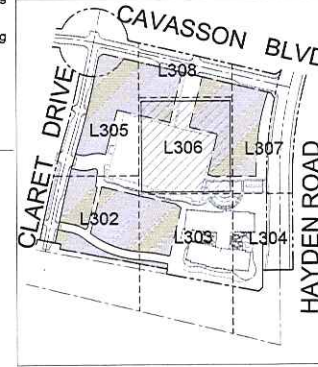 CAVASSON BLVD
L308
CLARET DRIVE
L305
L306
L307
L302
L303
L304
HAYDEN ROAD